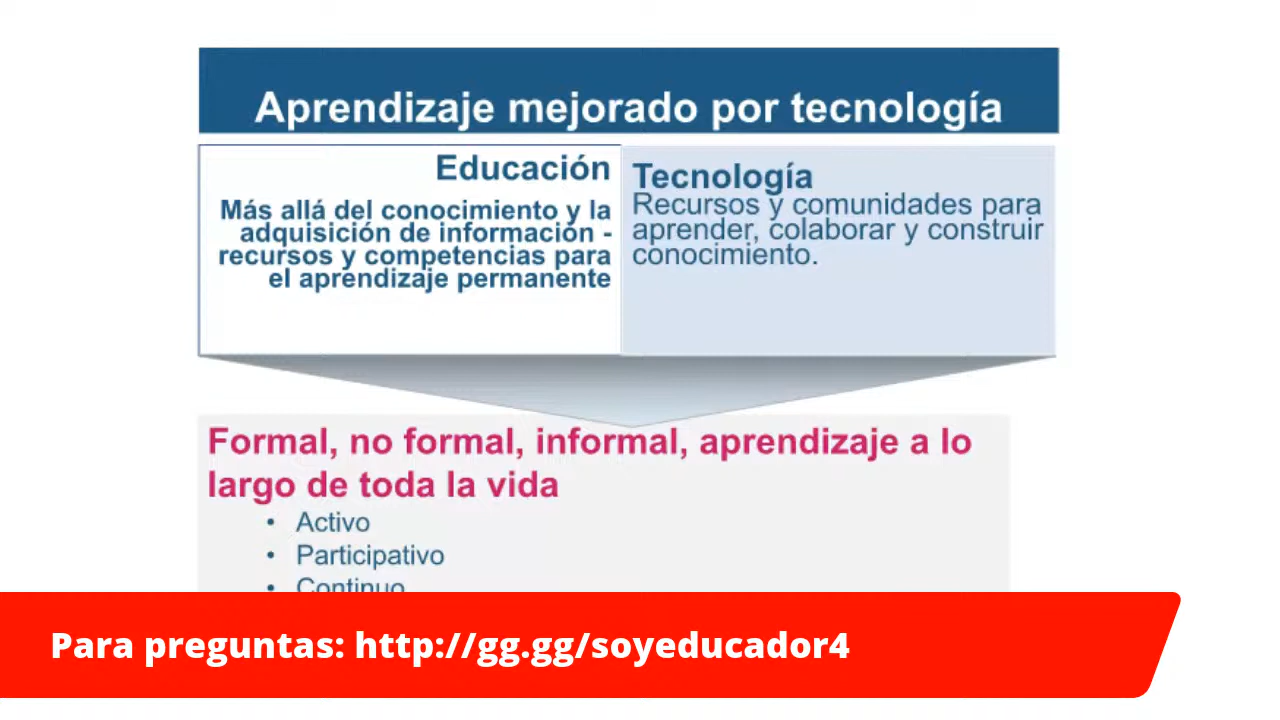 Aprendizaje mejorado por tecnología
Educación
Más allá del conocimiento y la
adquisición de información -
recursos y competencias para
el aprendizaje permanente
Tecnología
Recursos y comunidades para
aprender, colaborar y construir
conocimiento.
Formal, no formal, informal, aprendizaje a lo
largo de toda la vida
• Activo
• Participativo
• Continuo
Para preguntas: http://gg.gg/soyeducador4